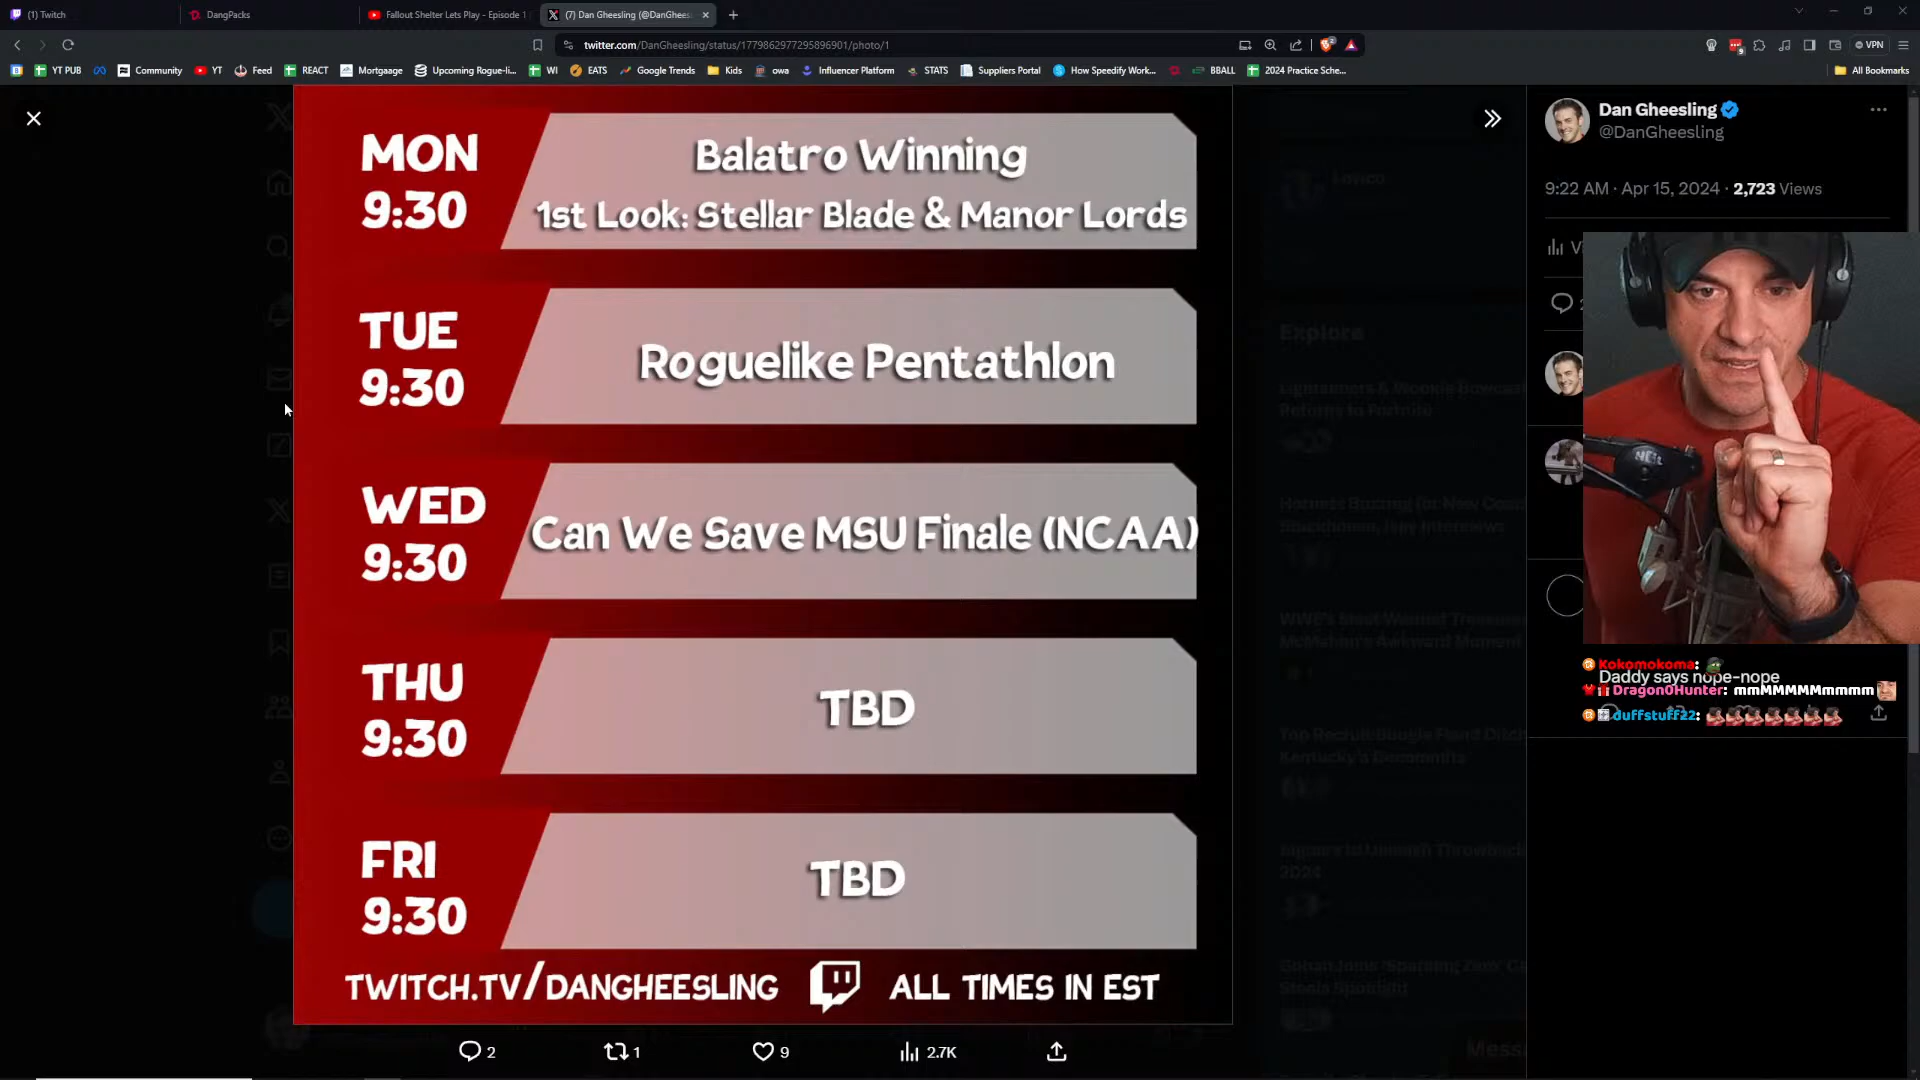 (1) Twitch
DangPacks
Fallout Shelter Lets Play - Episode 1
(7) Dan Gheesling (@DanGhees
twitter.com/DanGheesling/status/1779862977295896901/photo/1
VPN
YT PUB
Community
YT
Feed
REACT
Mortgaage
Upcoming Rogue-li...
WI
EATS
Google Trends
Kids
owa
Influencer Platform
STATS
Suppliers Portal
How Speedify Work...
BBALL
2024 Practice Sche...
All Bookmarks
MON
9:30
Balatro Winning
1st Look: Stellar Blade & Manor Lords
TUE
9:30
Roguelike Pentathlon
WED
9:30
Can We Save MSU Finale (NCAA)
THU
9:30
TBD
FRI
9:30
TBD
TWITCH.TV/DANGHEESLING
ALL TIMES IN EST
2
1
9
2.7K
Explore
Dan Gheesling
@DanGheesling
9:22 AM · Apr 15, 2024 · 2,723 Views
Kokomokoma:
Daddy says nope-nope
Dragon0Hunter: mmMMMMMmmmm
duffstuff22: